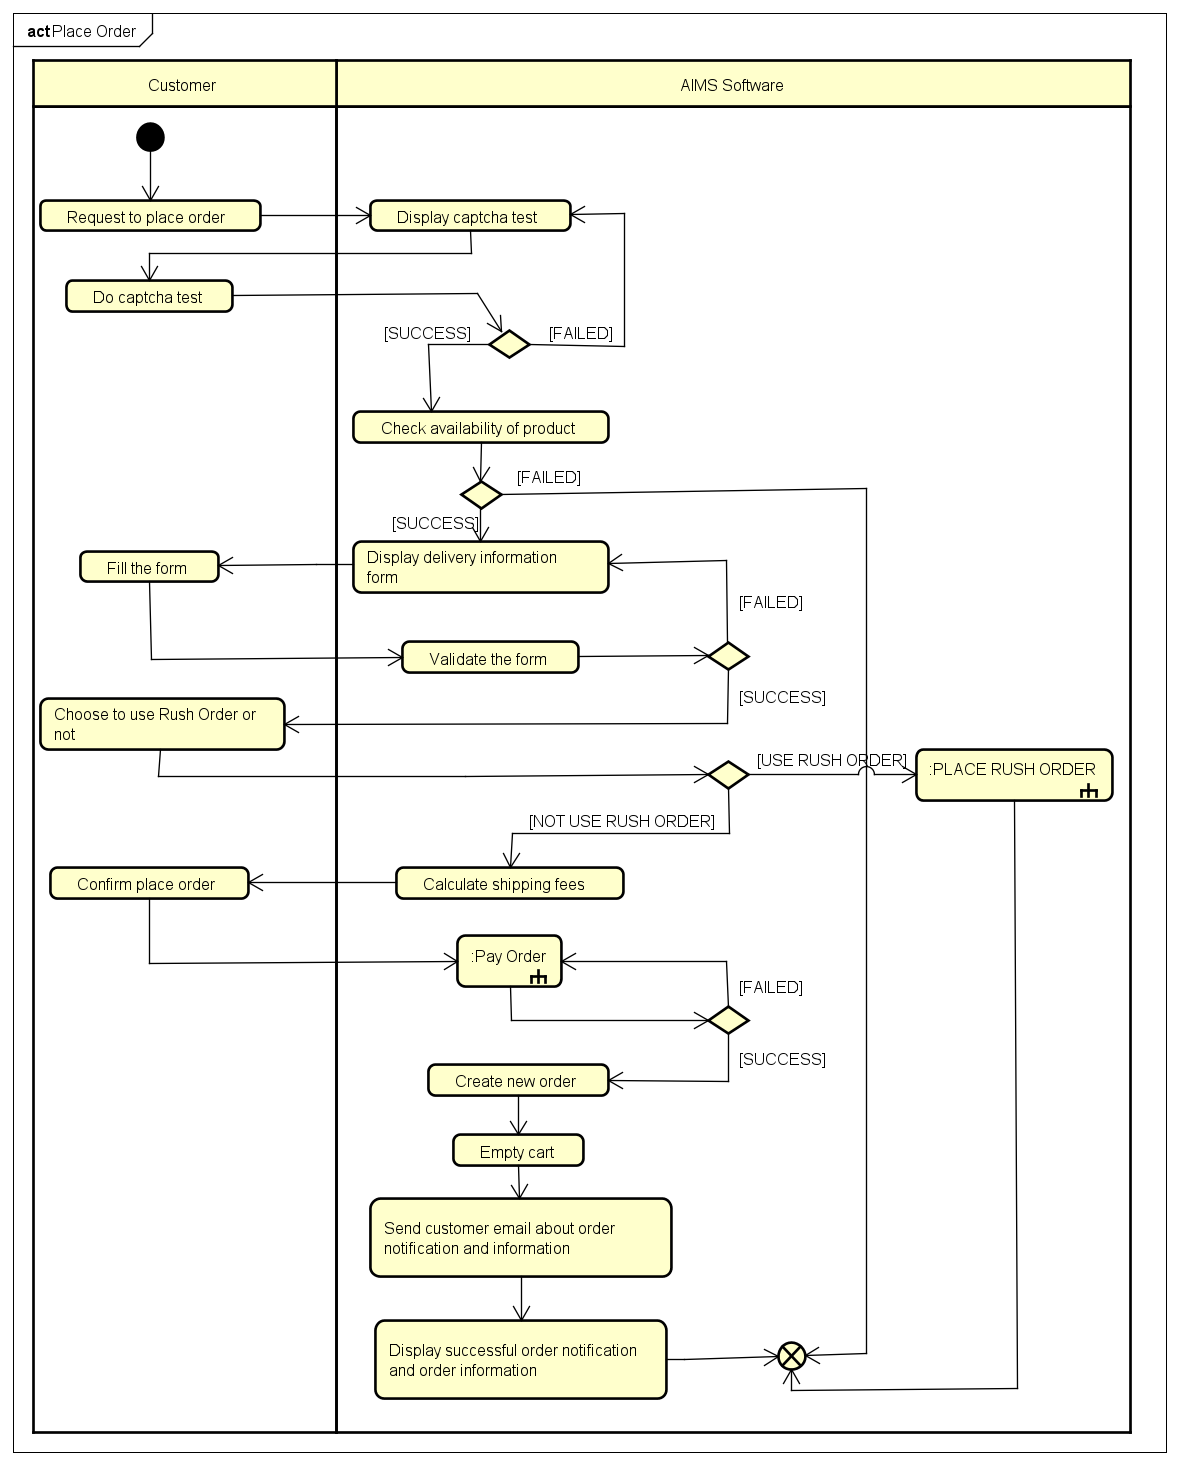 act Place Order
Customer
AIMS Software
Request to place order
Display captcha test
Do captcha test
[SUCCESS]
[FAILED]
Check availability of product
[FAILED]
[SUCCESS]
Display delivery information
form
Fill the form
[FAILED]
Validate the form
[SUCCESS]
Choose to use Rush Order or
not
[USE RUSH ORDER]
:PLACE RUSH ORDER
[NOT USE RUSH ORDER]
Confirm place order
Calculate shipping fees
:Pay Order
[FAILED]
[SUCCESS]
Create new order
Empty cart
Send customer email about order
notification and information
Display successful order notification
and order information